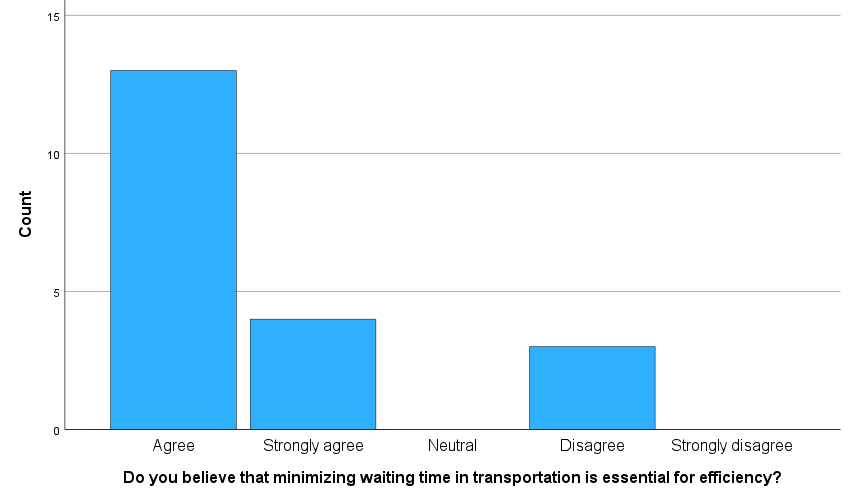 15
10
5
0
Count
Agree Strongly agree Neutral Disagree Strongly disagree
Do you believe that minimizing waiting time in transportation is essential for efficiency?